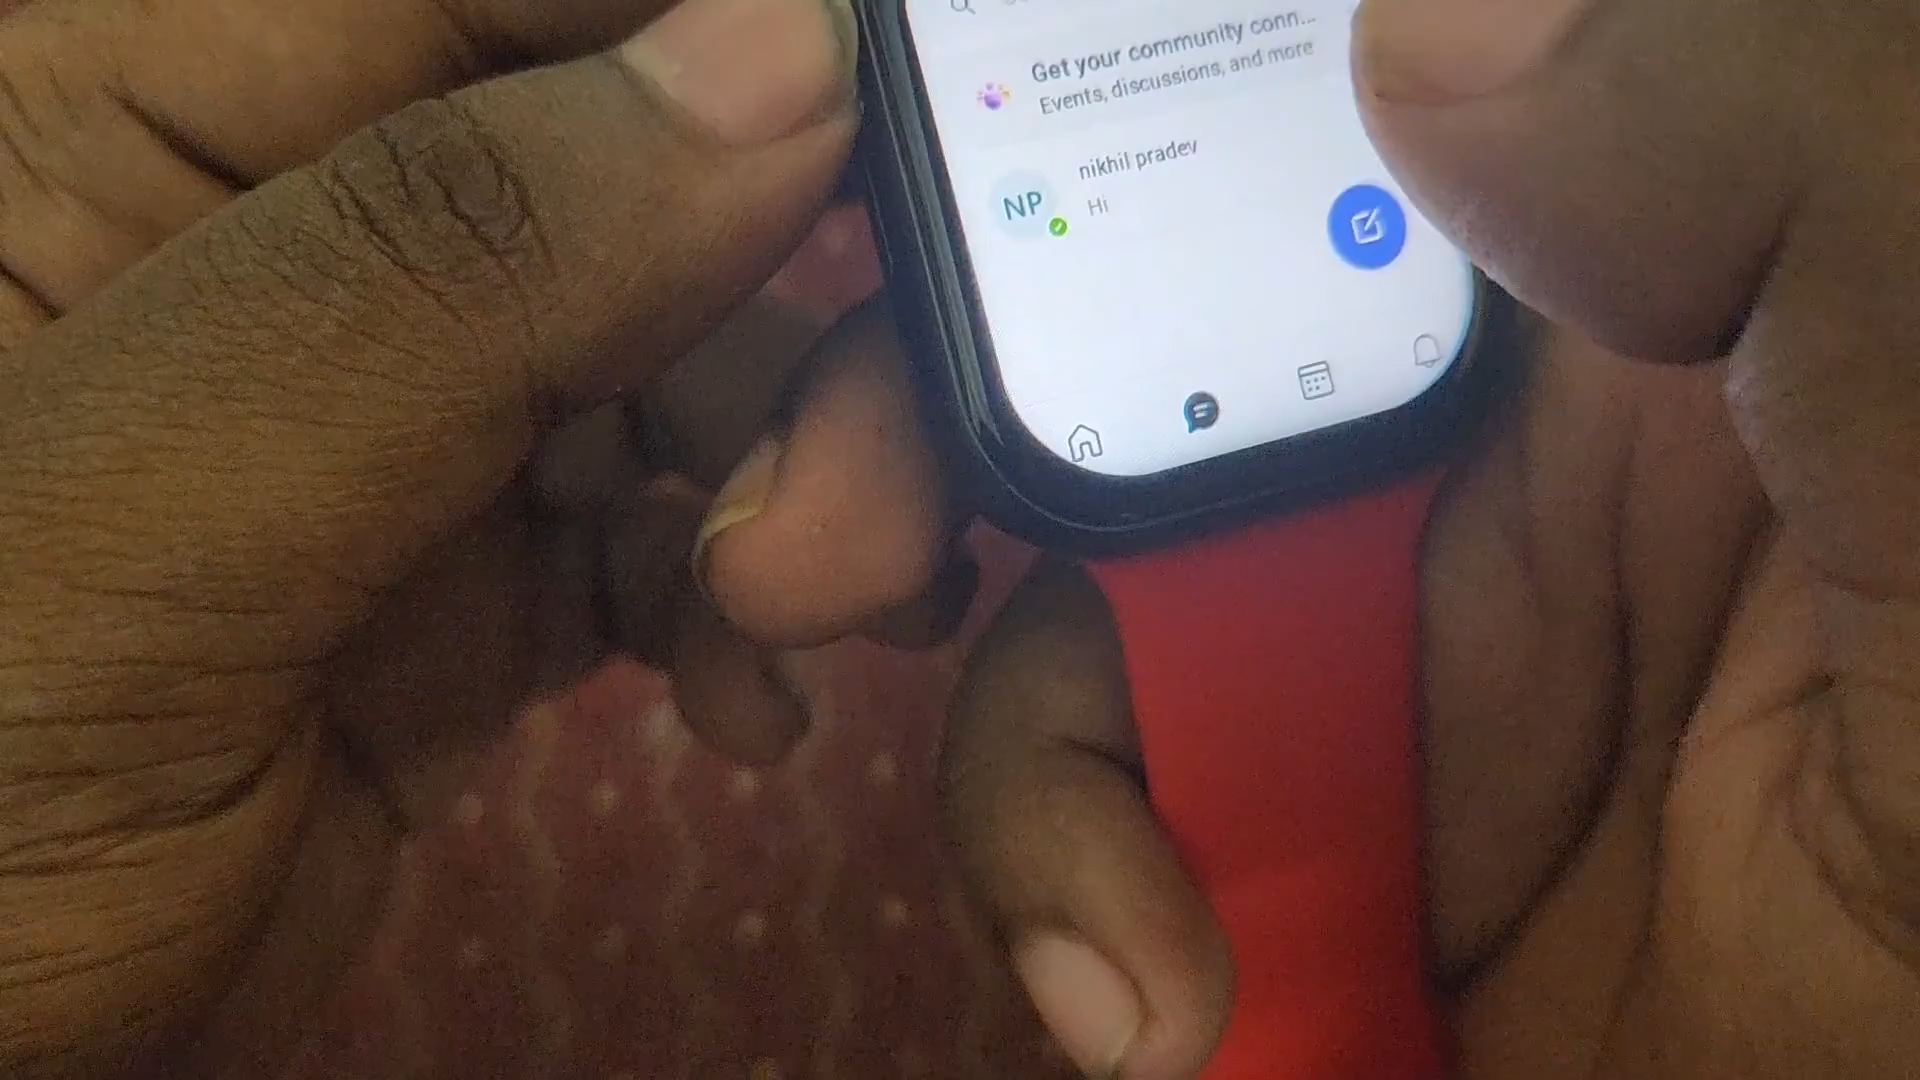 Get your community conn...
Events, discussions, and more
nikhil pradev
NP
Hi